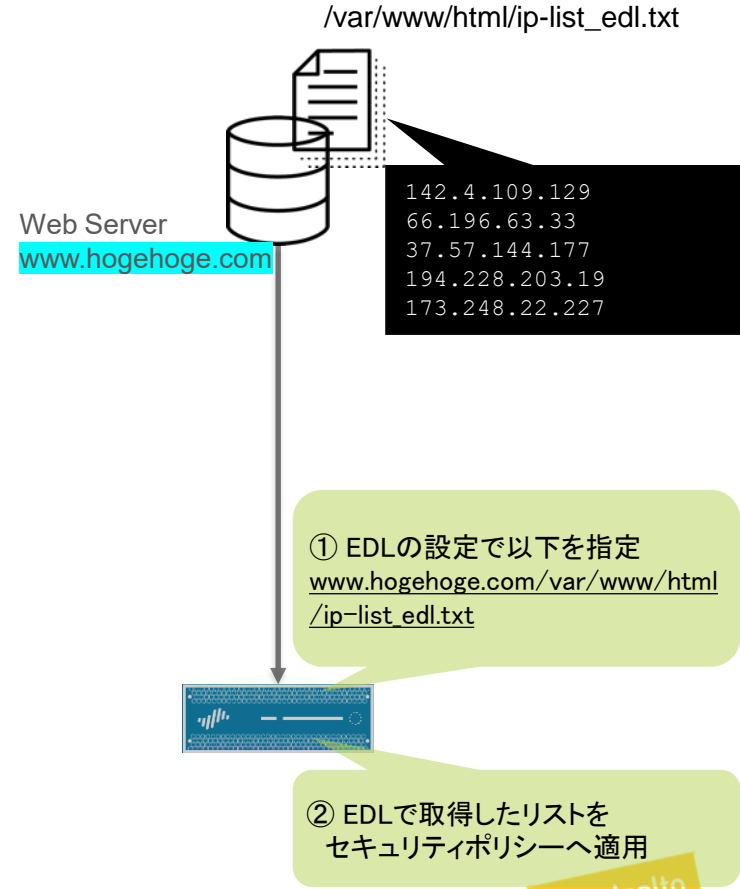 /var/www/html/ip-list_edl.txt
142.4.109.129
66.196.63.33
37.57.144.177
194.228.203.19
173.248.22.227
Web Server
www.hogehoge.com
① EDLの設定で以下を指定
www.hogehoge.com/var/www/html
/ip-list_edl.txt
② EDLで取得したリストを
セキュリティポリシーへ適用